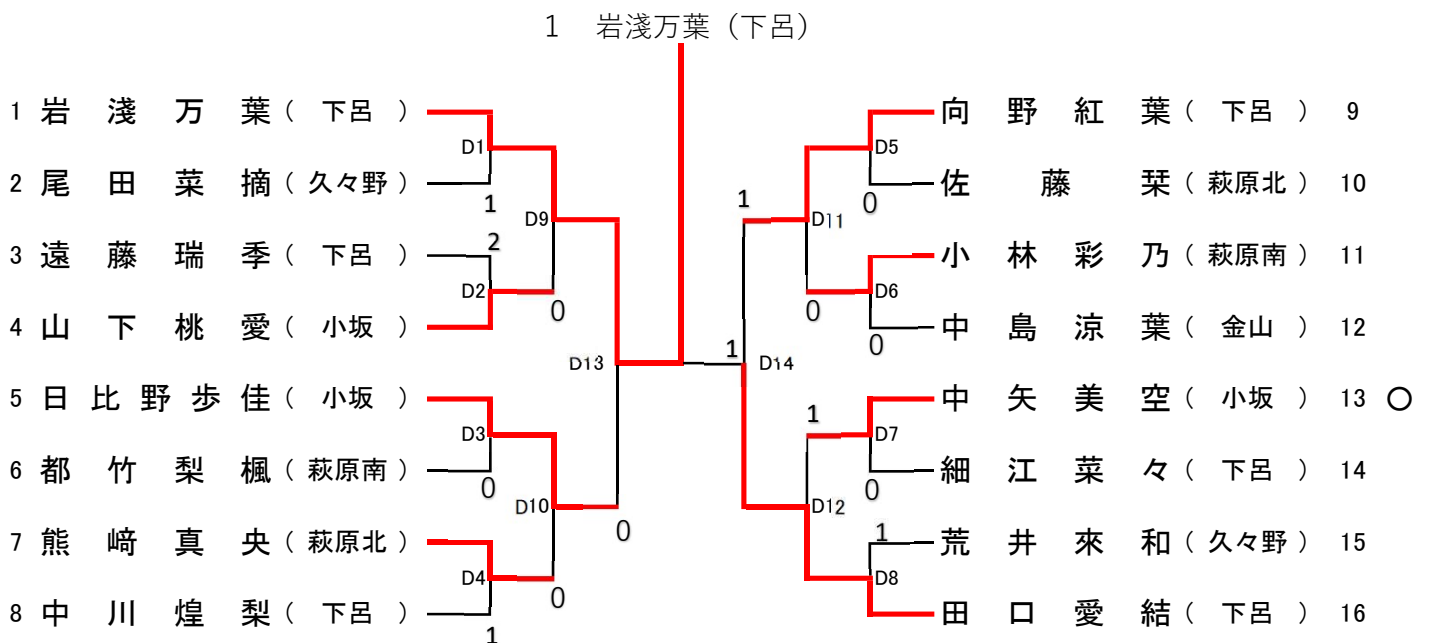 1 岩淺万葉（下呂）
1 岩淺万葉（下呂） 向野紅葉（下呂） 9
D1 D5
2 尾田菜摘（久々野） 佐藤栞（萩原北） 10
1 D9 1 D11 0
2
3 遠藤瑞季（下呂） 小林彩乃（萩原南） 11
D2 D6
0 0
4 山下桃愛（小坂） 中島涼葉（金山） 12
0
D13 1 D14
5 日比野歩佳（小坂） 中矢美空（小坂） 13 ○
1
D3 D7
6 都竹梨楓（萩原南） 細江菜々（下呂） 14
0 0
D10 D12
0 1
7 熊﨑真央（萩原北） 荒井來和（久々野） 15
D4 D8
0
8 中川煌梨（下呂） 田口愛結（下呂） 16
1